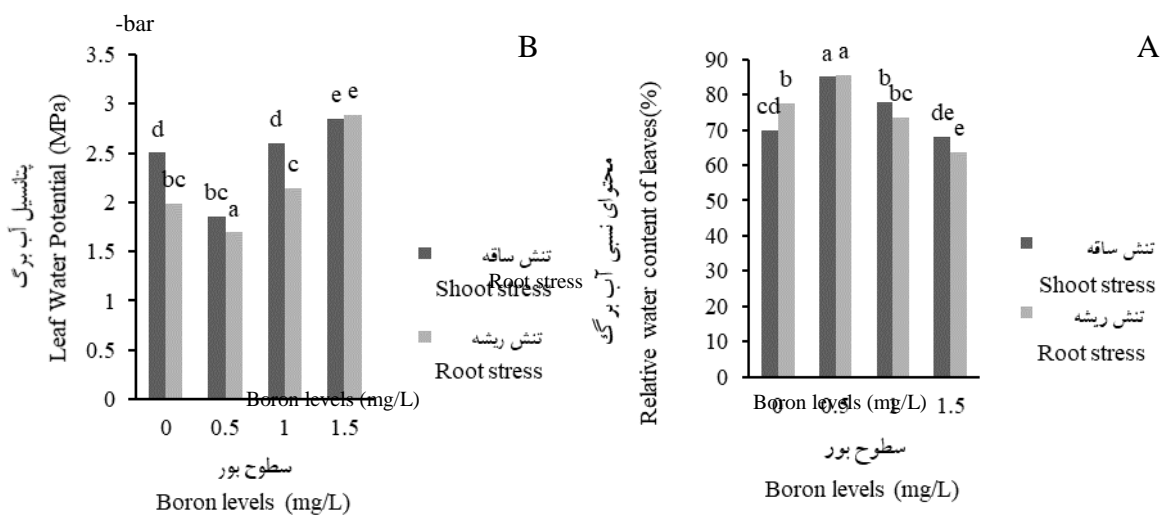 -bar
B
پتانسیل آب برگ
Leaf Water Potential (MPa)
3.5
3
2.5
2
1.5
1
0.5
0
d
bc
bc
a
d
c
e
e
تنش ساقه
Shoot stress
Root stress
تنش ریشه
Root stress
Boron levels (mg/L)
0 0.5 1 1.5
سطوح بور
Boron levels (mg/L)
A
محتوای نسبی آب برگ
Relative water content of leaves(%)
90
80
70
60
50
40
30
20
10
0
cd
b
a
a
b
bc
de
e
تنش ساقه
Shoot stress
تنش ریشه
Root stress
Boron levels (mg/L)
0 0.5 1 1.5
سطوح بور
Boron levels (mg/L)